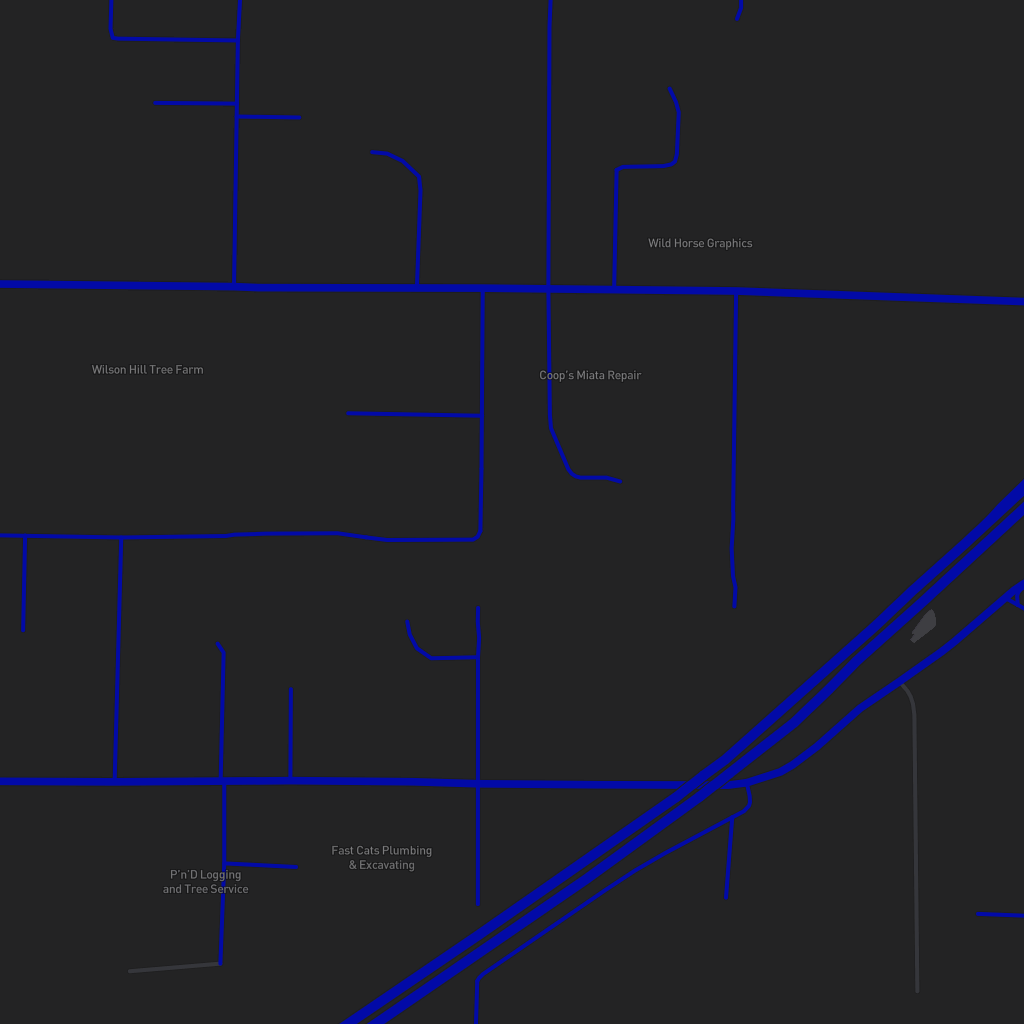 Wild Horse Graphics
Wilson Hill Tree Farm
Coop's Miata Repair
Fast Cats Plumbing
& Excavating
P'n'D Logging
and Tree Service